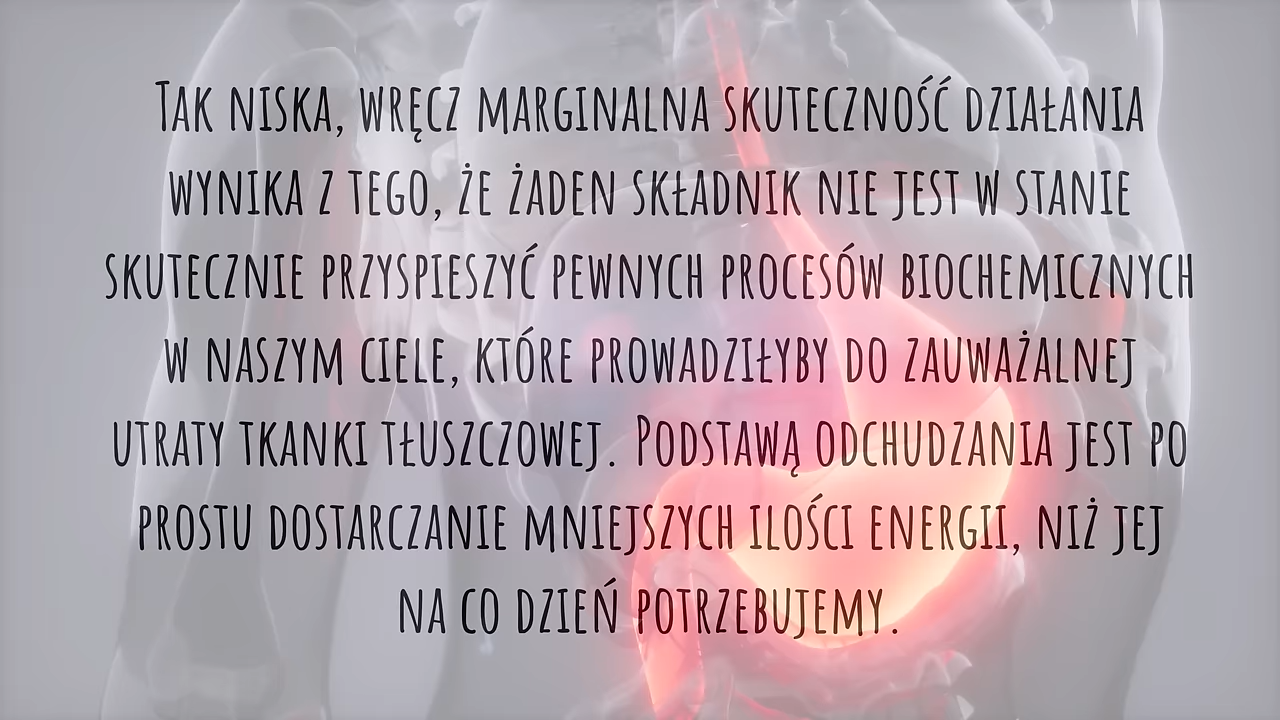 Tak niska, wręcz marginalna skuteczność działania
wynika z tego, że żaden składnik nie jest w stanie
skutecznie przyspieszyć pewnych procesów biochemicznych
w naszym ciele, które prowadziłyby do zauważalnej
utraty tkanki tłuszczowej. Podstawą odchudzania jest po
prostu dostarczanie mniejszych ilości energii, niż jej
na co dzień potrzebujemy.